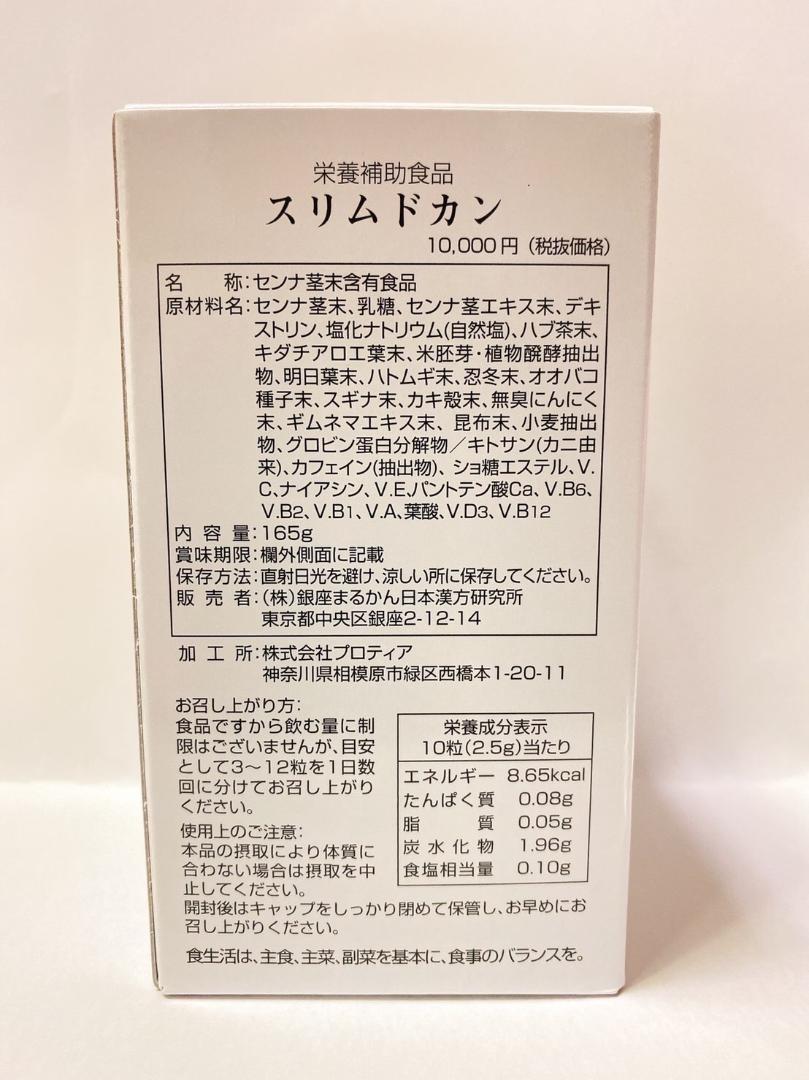 栄養補助食品
スリムドカン
10,000円(税抜価格)
名　　称:センナ茎末含有食品
原材料名:センナ茎末、乳糖、センナ茎エキス末、デキ
ストリン、塩化ナトリウム(自然塩)、ハブ茶末、
キダチアロエ葉末、米胚芽・植物醗酵抽出
物、明日葉末、ハトムギ末、忍冬末、オオバコ
種子末、スギナ末、カキ殻末、無臭にんにく
末、ギムネマエキス末、昆布末、小麦抽出
物、グロビン蛋白分解物／キトサン(カニ由
来)、カフェイン(抽出物)、ショ糖エステル、V.
C、ナイアシン、V.E、パントテン酸Ca、V.B6、
V.B2、V.B1、V.A、葉酸、V.D3、V.B12
内 容 量:165g
賞味期限:欄外側面に記載
保存方法:直射日光を避け、涼しい所に保存してください。
販 売 者:(株)銀座まるかん日本漢方研究所
東京都中央区銀座2-12-14
加 工 所:株式会社プロティア
神奈川県相模原市緑区西橋本1-20-11
お召し上がり方:
食品ですから飲む量に制
限はございませんが、目安
として3〜12粒を1日数
回に分けてお召し上がり
ください。
使用上のご注意:
本品の摂取により体質に
合わない場合は摂取を中
止してください。
開封後はキャップをしっかり閉めて保管し、お早めにお
召し上がりください。
栄養成分表示
10粒(2.5g)当たり
エネルギー 8.65kcal
たんぱく質 0.08g
脂　　質 0.05g
炭水化物 1.96g
食塩相当量 0.10g
食生活は、主食、主菜、副菜を基本に、食事のバランスを。